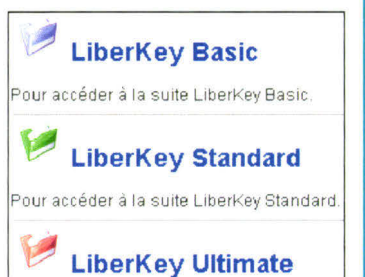 LiberKey Basic
Pour accéder à la suite LiberKey Basic.
LiberKey Standard
Pour accéder à la suite LiberKey Standard.
LiberKey Ultimate